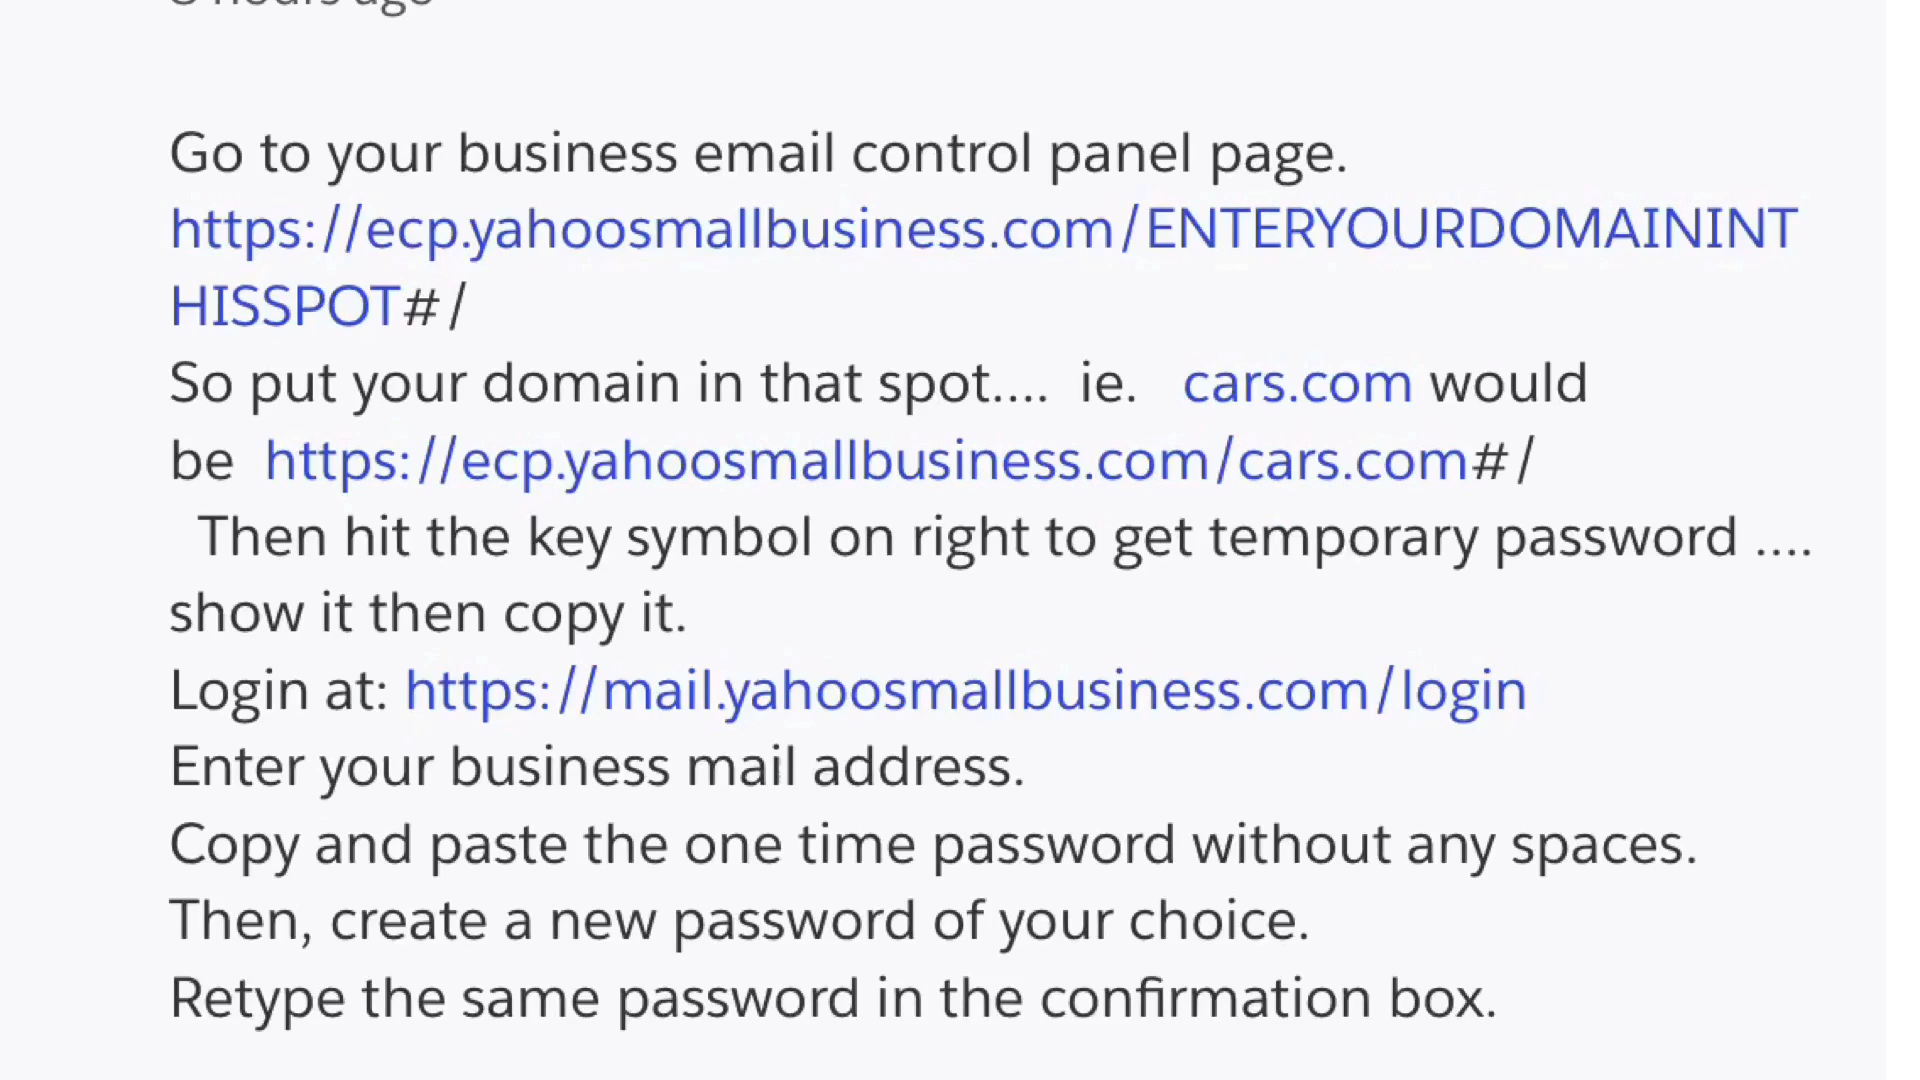 hours ago
Go to your business email control panel page.
https://ecp.yahoosmallbusiness.com/ENTERYOURDOMAININT
HISSPOT#/
So put your domain in that spot.... ie. cars.com would
be https://ecp.yahoosmallbusiness.com/cars.com#/
Then hit the key symbol on right to get temporary password ....
show it then copy it.
Login at: https://mail.yahoosmallbusiness.com/login
Enter your business mail address.
Copy and paste the one time password without any spaces.
Then, create a new password of your choice.
Retype the same password in the confirmation box.